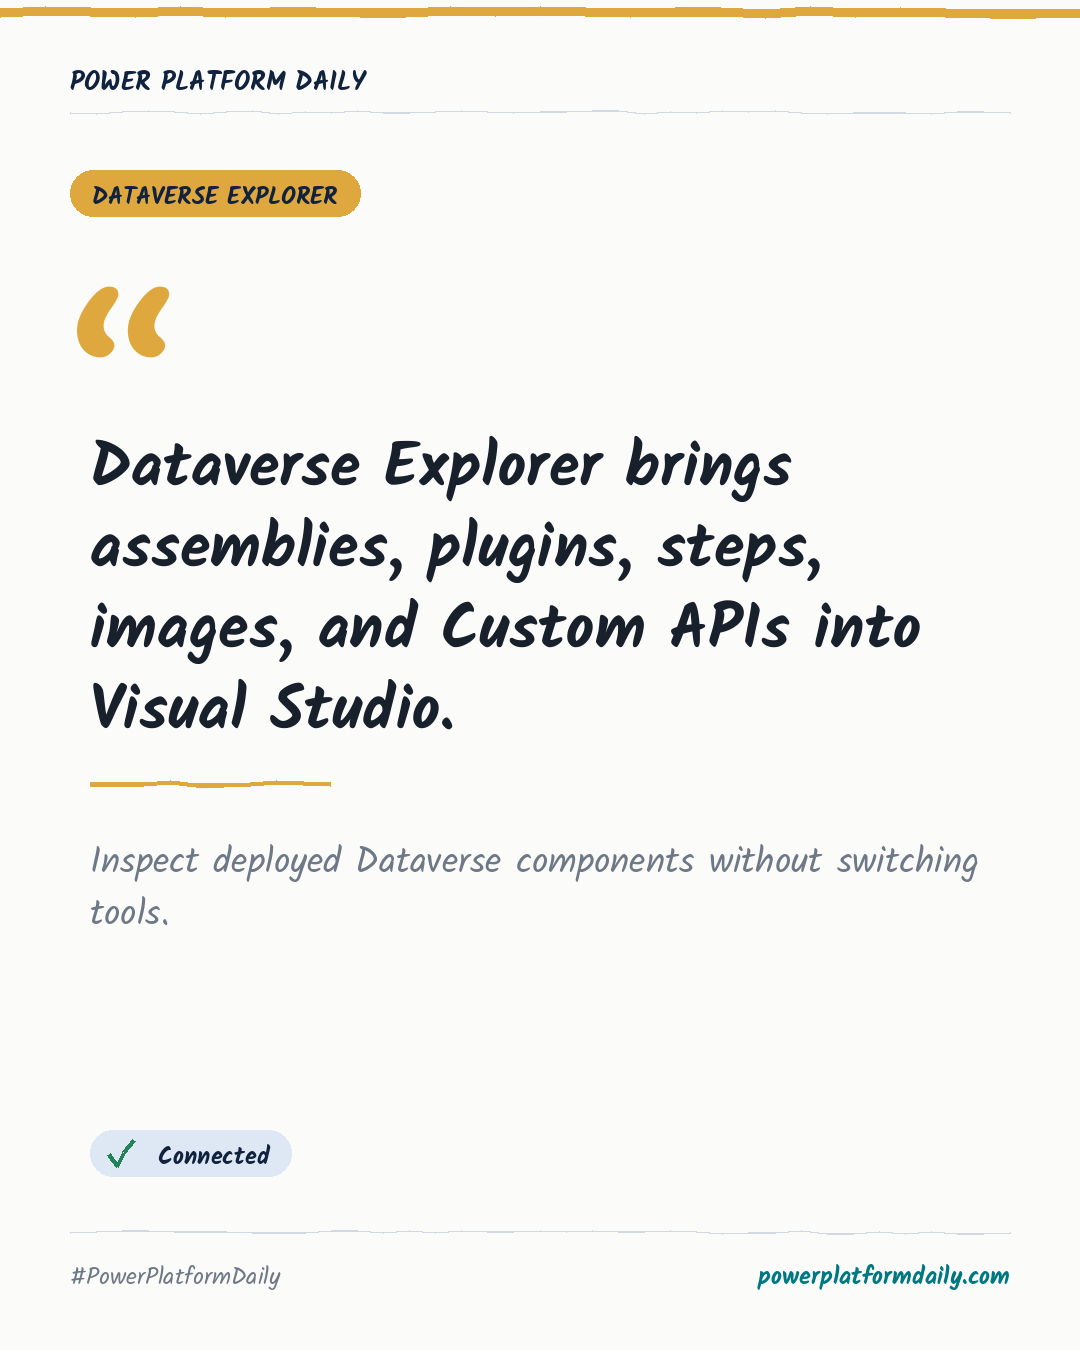 POWER PLATFORM DAILY
DATAVERSE EXPLORER
“
Dataverse Explorer brings
assemblies, plugins, steps,
images, and Custom APIs into
Visual Studio.
Inspect deployed Dataverse components without switching
tools.
✓ Connected
#PowerPlatformDaily
powerplatformdaily.com